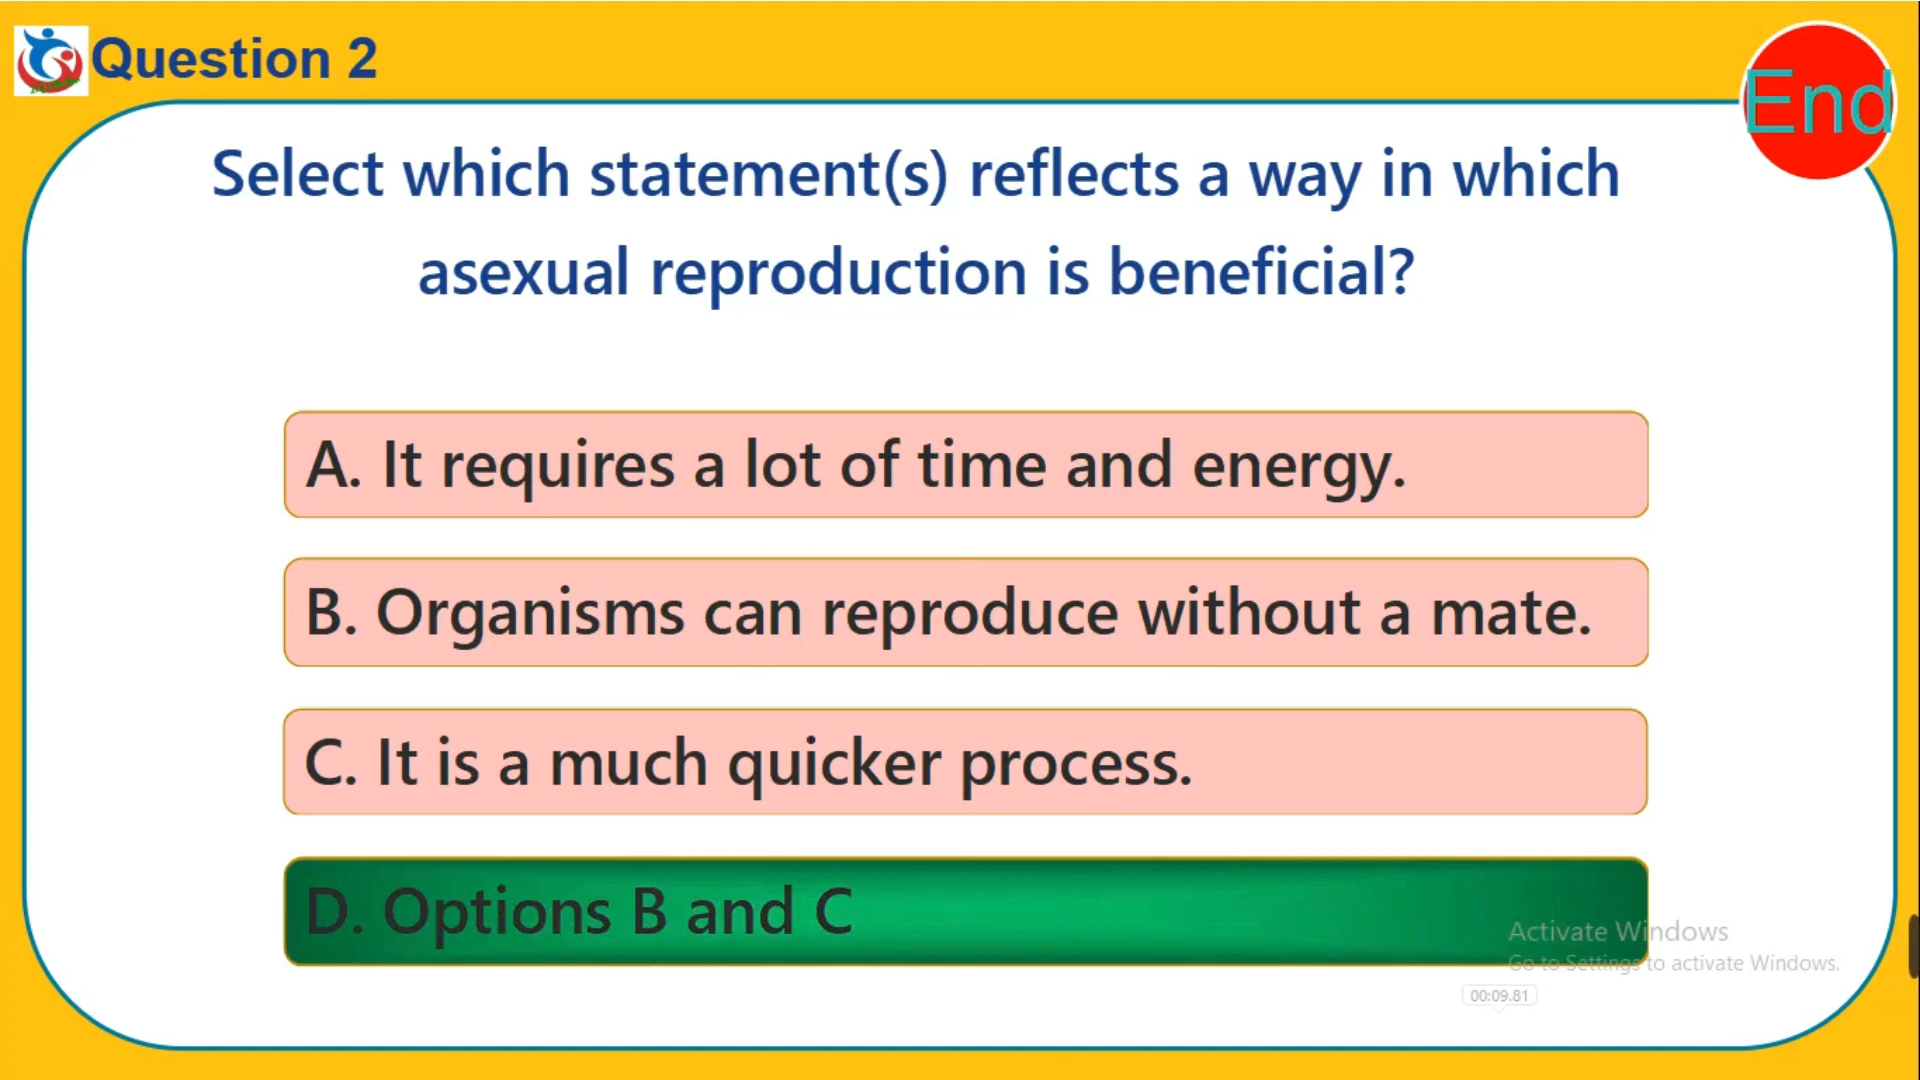 Question 2
End
Select which statement(s) reflects a way in which
asexual reproduction is beneficial?
A. It requires a lot of time and energy.
B. Organisms can reproduce without a mate.
C. It is a much quicker process.
D. Options B and C
Activate Windows
Go to Settings to activate Windows.
00:09.81